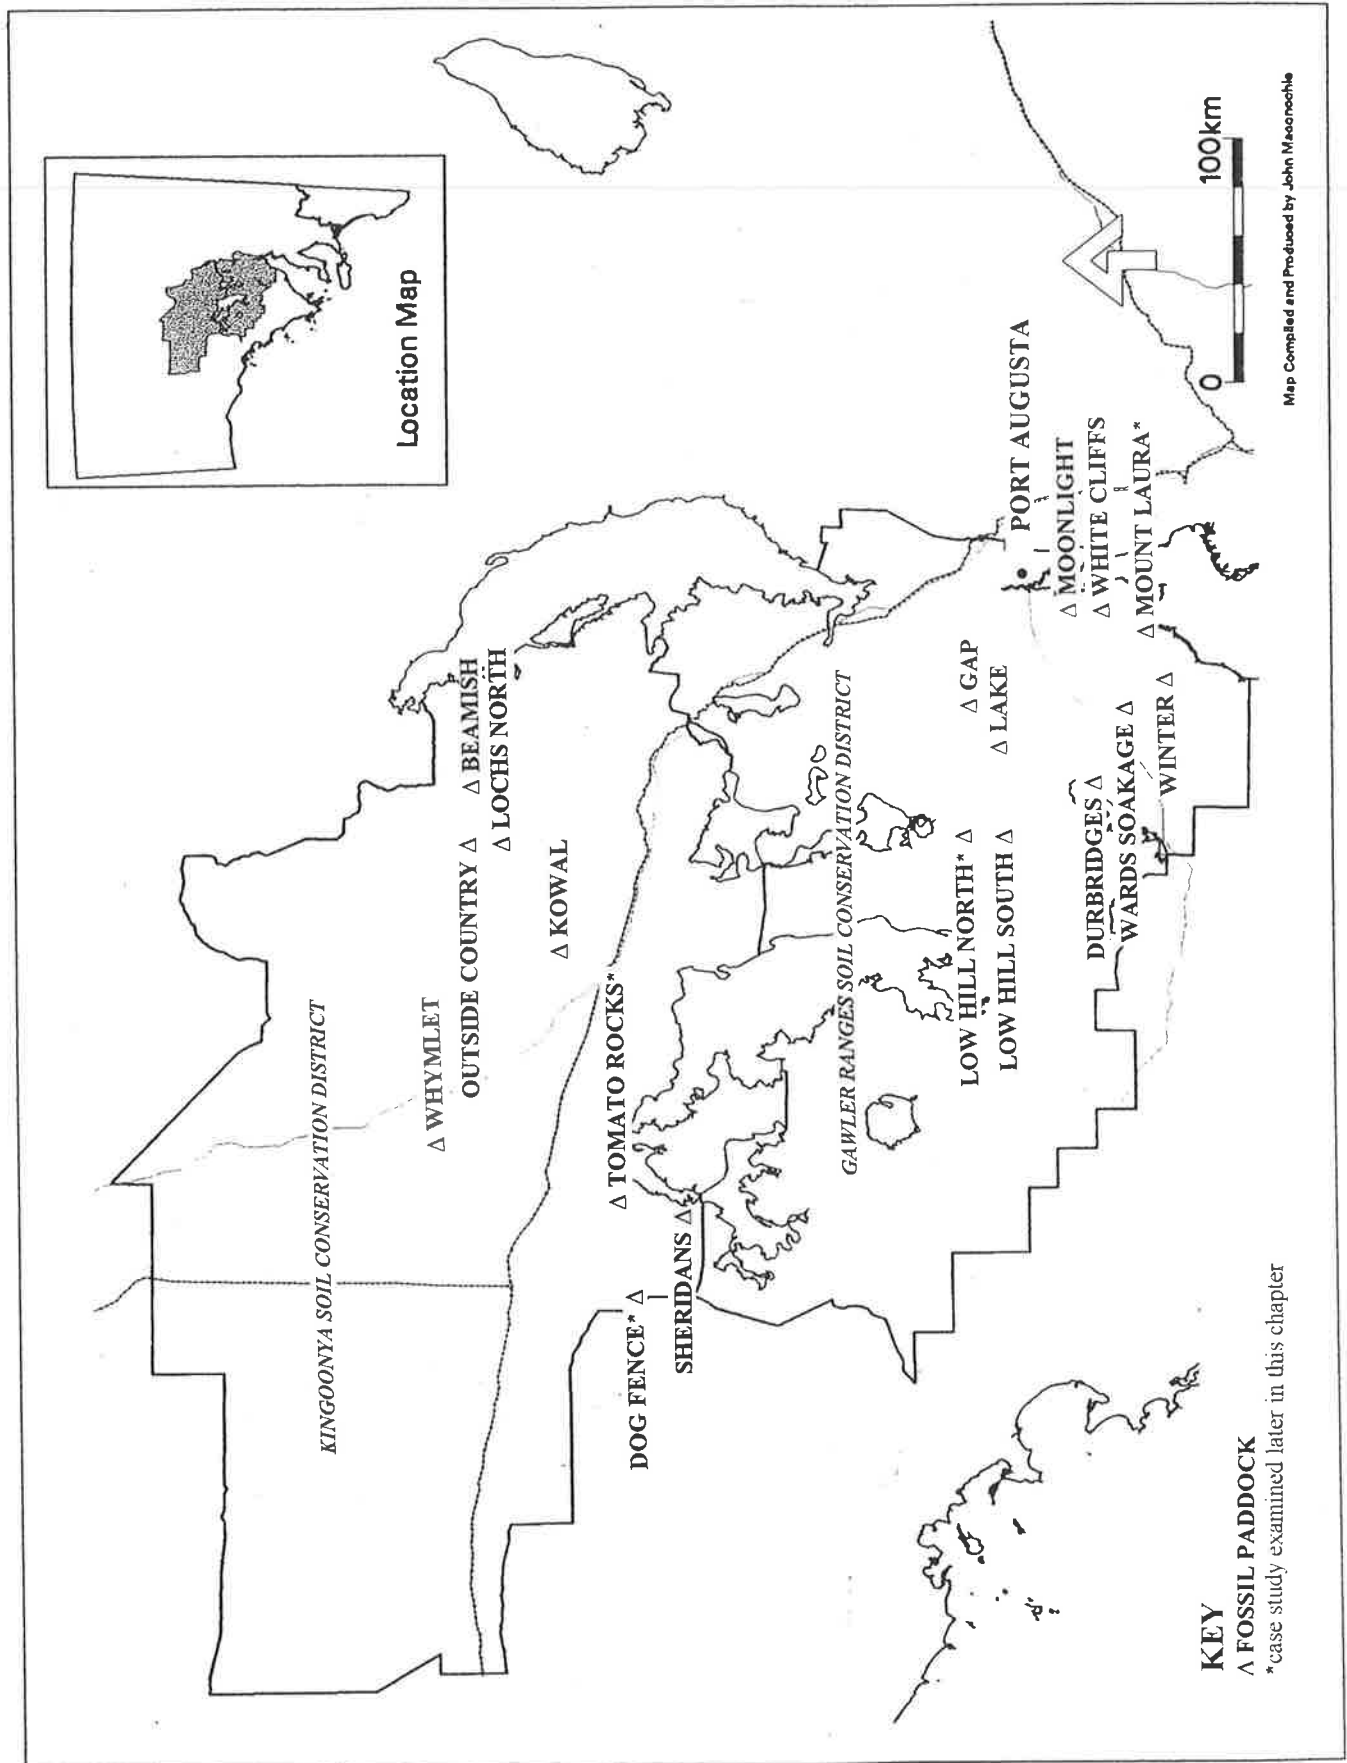 Location Map
KINGOONYA SOIL CONSERVATION DISTRICT
Δ WHYMLET
OUTSIDE COUNTRY Δ
Δ BEAMISH
Δ LOCHS NORTH
Δ KOWAL
Δ TOMATO ROCKS*
DOG FENCE* Δ
SHERIDANS Δ
GAWLER RANGES SOIL CONSERVATION DISTRICT
LOW HILL NORTH* Δ
LOW HILL SOUTH Δ
Δ GAP
Δ LAKE
PORT AUGUSTA
Δ MOONLIGHT
Δ WHITE CLIFFS
Δ MOUNT LAURA*
DURBRIDGES Δ
WARDS SOAKAGE Δ
WINTER Δ
0
100km
KEY
Δ FOSSIL PADDOCK
*case study examined later in this chapter
Map Compiled and Produced by John Maconochie